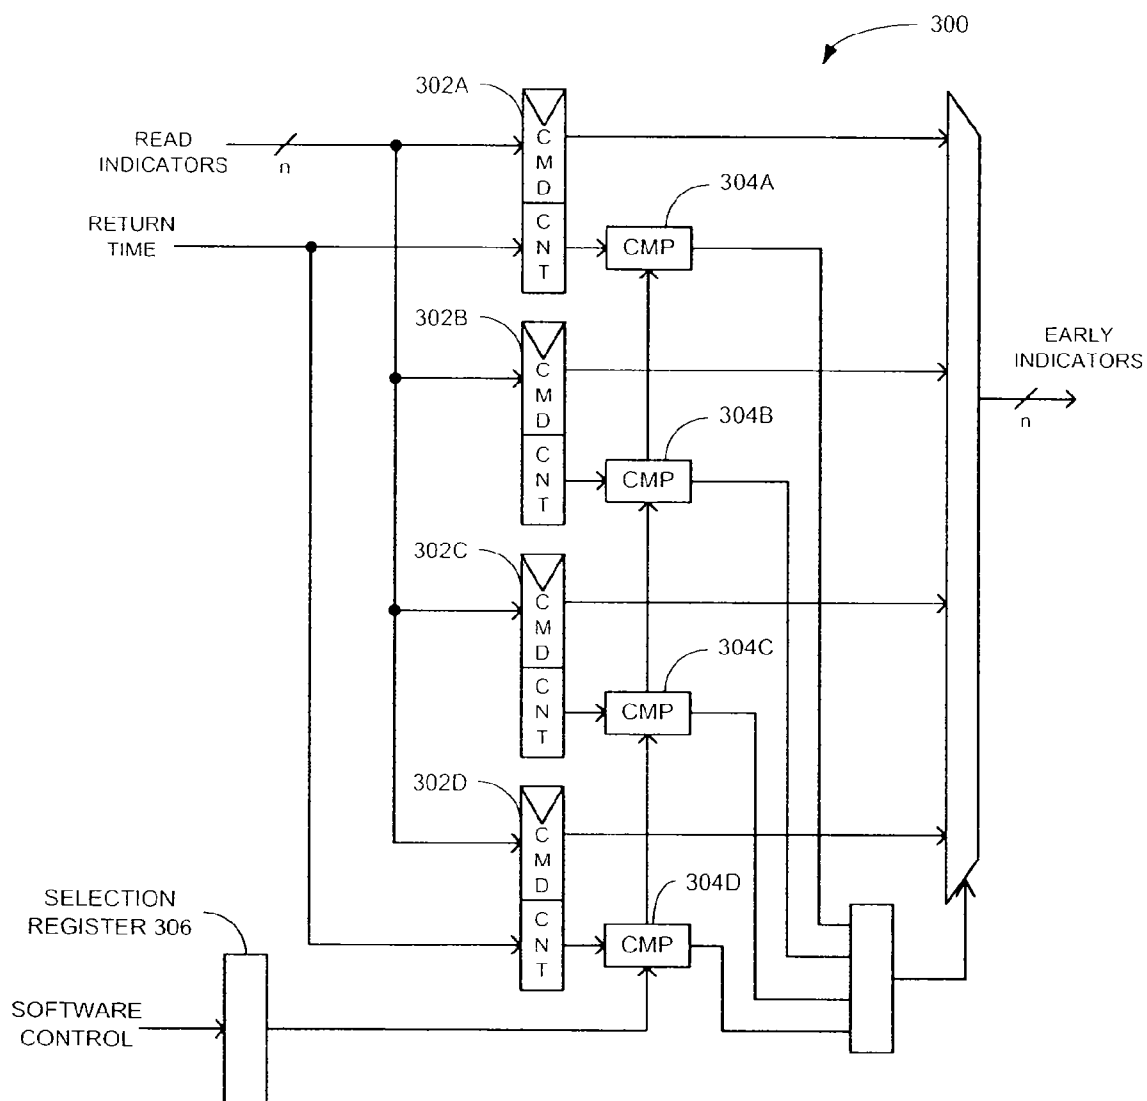 300
302A
READ
INDICATORS
n
C
M
D
304A
RETURN
TIME
C
N
T
CMP
302B
C
M
D
EARLY
INDICATORS
n
304B
C
N
T
CMP
302C
C
M
D
304C
C
N
T
CMP
302D
C
M
D
304D
SELECTION
REGISTER 306
C
N
T
CMP
SOFTWARE
CONTROL